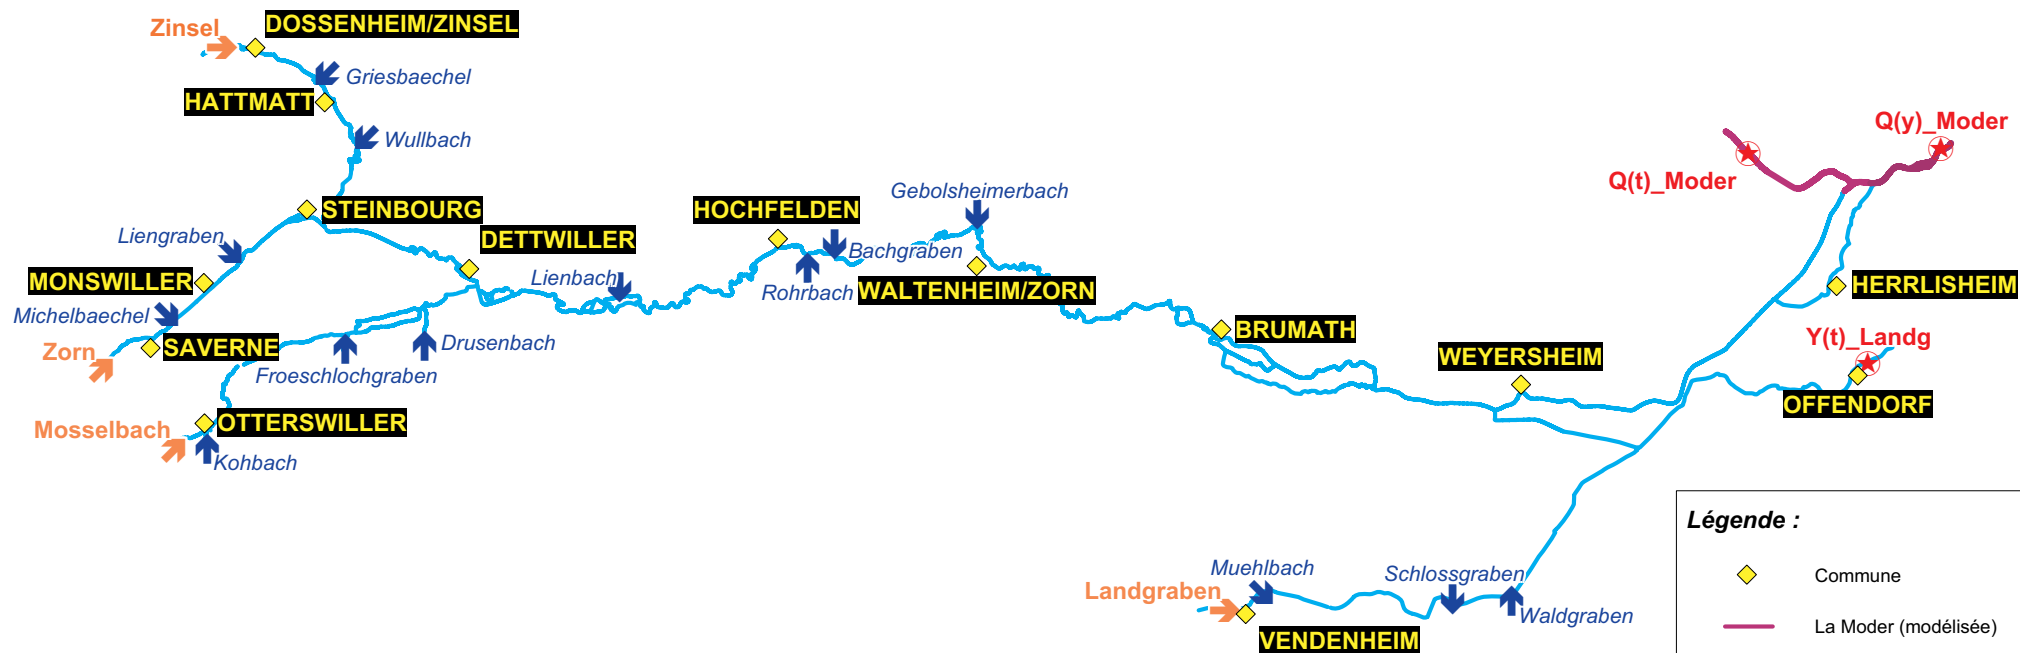 DOSSENHEIM/ZINSEL
Zinsel
Griesbaechel
HATTMATT
Wullbach
Q(y)_Moder
Q(t)_Moder
Gebolsheimerbach
STEINBOURG
HOCHFELDEN
Liengraben
DETTWILLER
Bachgraben
MONSWILLER
Lienbach
Rohrbach
WALTENHEIM/ZORN
HERRLISHEIM
Michelbaechel
Zorn
SAVERNE
Drusenbach
BRUMATH
Y(t)_Landg
WEYERSHEIM
Froeschlochgraben
OFFENDORF
OTTERSWILLER
Mosselbach
Kohbach
Légende :
Muehlbach
Schlossgraben
Commune
Landgraben
Waldgraben
La Moder (modélisée)
VENDENHEIM